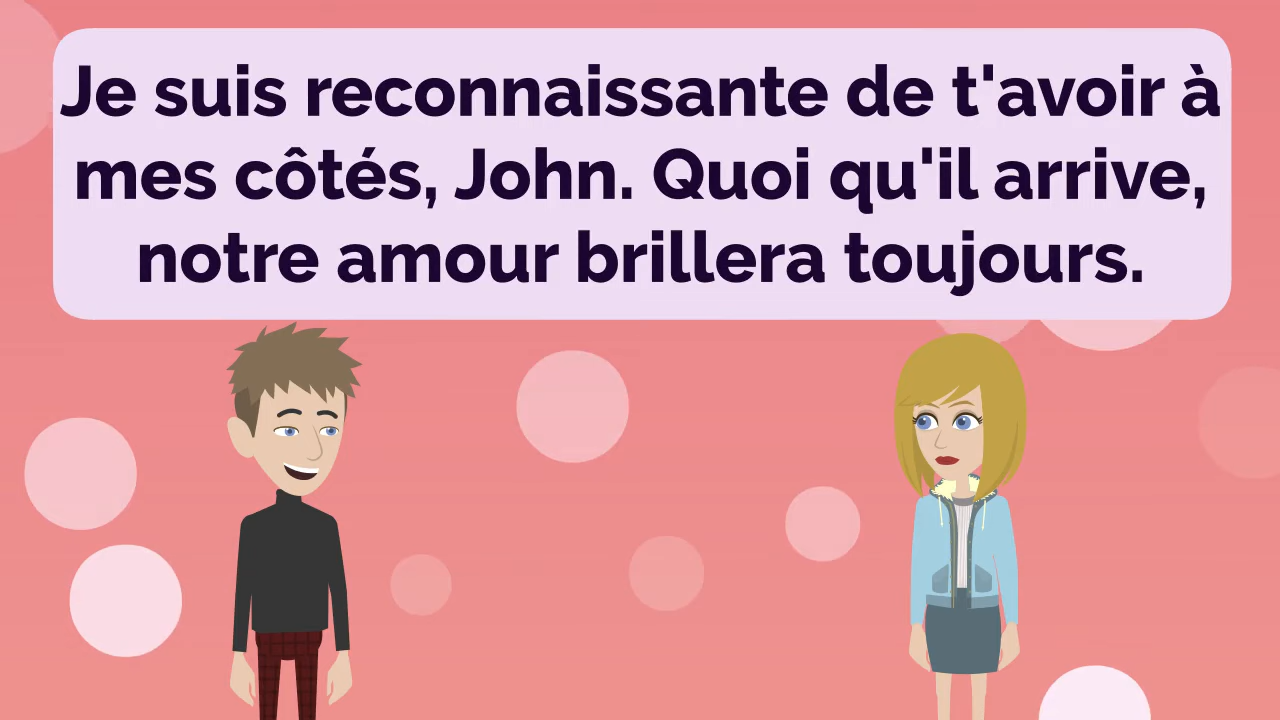 Je suis reconnaissante de t'avoir à
mes côtés, John. Quoi qu'il arrive,
notre amour brillera toujours.